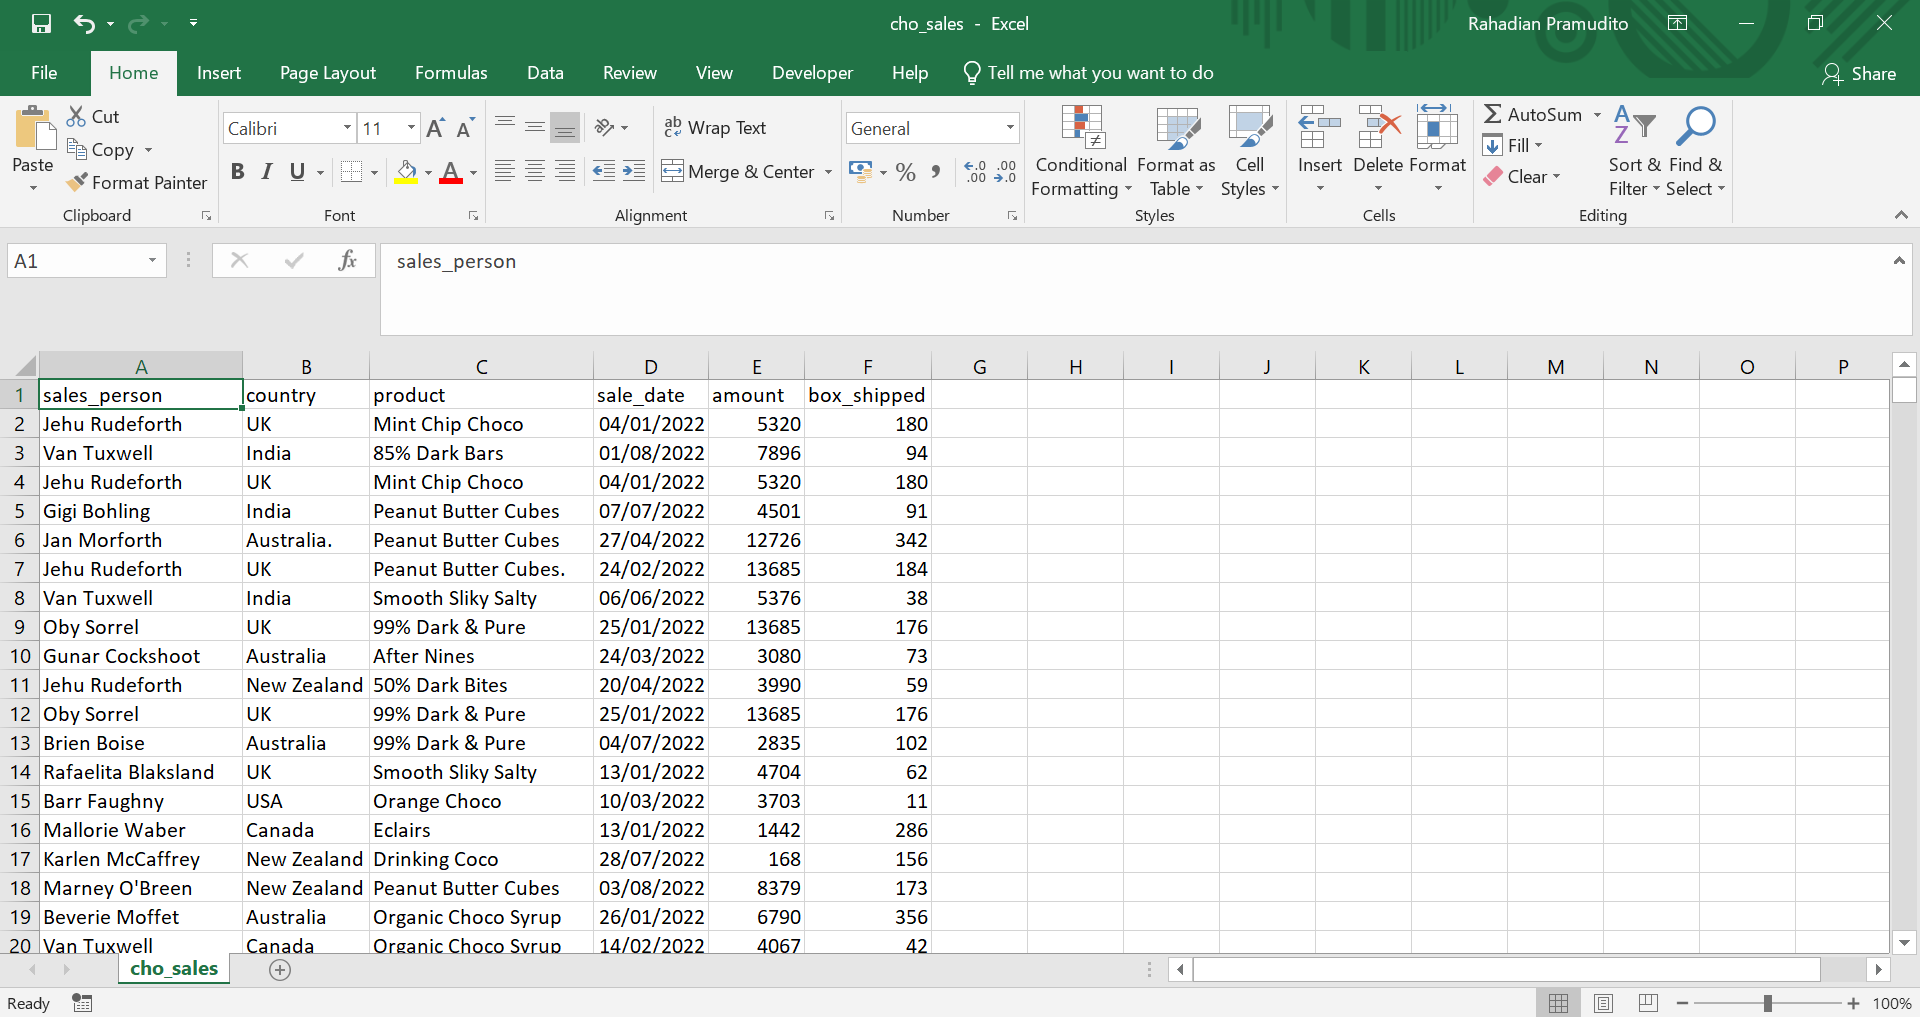 cho_sales - Excel
Rahadian Pramudito
File Home Insert Page Layout Formulas Data Review View Developer Help Tell me what you want to do Share
Paste
Cut
Copy
Format Painter
Clipboard
Calibri 11
B I U A
Font
ab Wrap Text
Merge & Center
Alignment
General
% , .0 .00 .00 .0
Number
Conditional Formatting
Format as Table
Cell Styles
Styles
Insert Delete Format
Cells
AutoSum
Fill
Clear
Sort & Filter
Find & Select
Editing
A1 fx sales_person
A B C D E F G H I J K L M N O P
1 sales_person country product sale_date amount box_shipped
2 Jehu Rudeforth UK Mint Chip Choco 04/01/2022 5320 180
3 Van Tuxwell India 85% Dark Bars 01/08/2022 7896 94
4 Jehu Rudeforth UK Mint Chip Choco 04/01/2022 5320 180
5 Gigi Bohling India Peanut Butter Cubes 07/07/2022 4501 91
6 Jan Morforth Australia. Peanut Butter Cubes 27/04/2022 12726 342
7 Jehu Rudeforth UK Peanut Butter Cubes. 24/02/2022 13685 184
8 Van Tuxwell India Smooth Sliky Salty 06/06/2022 5376 38
9 Oby Sorrel UK 99% Dark & Pure 25/01/2022 13685 176
10 Gunar Cockshoot Australia After Nines 24/03/2022 3080 73
11 Jehu Rudeforth New Zealand 50% Dark Bites 20/04/2022 3990 59
12 Oby Sorrel UK 99% Dark & Pure 25/01/2022 13685 176
13 Brien Boise Australia 99% Dark & Pure 04/07/2022 2835 102
14 Rafaelita Blaksland UK Smooth Sliky Salty 13/01/2022 4704 62
15 Barr Faughny USA Orange Choco 10/03/2022 3703 11
16 Mallorie Waber Canada Eclairs 13/01/2022 1442 286
17 Karlen McCaffrey New Zealand Drinking Coco 28/07/2022 168 156
18 Marney O'Breen New Zealand Peanut Butter Cubes 03/08/2022 8379 173
19 Beverie Moffet Australia Organic Choco Syrup 26/01/2022 6790 356
20 Van Tuxwell Canada Organic Choco Syrup 14/02/2022 4067 42
cho_sales
Ready 100%